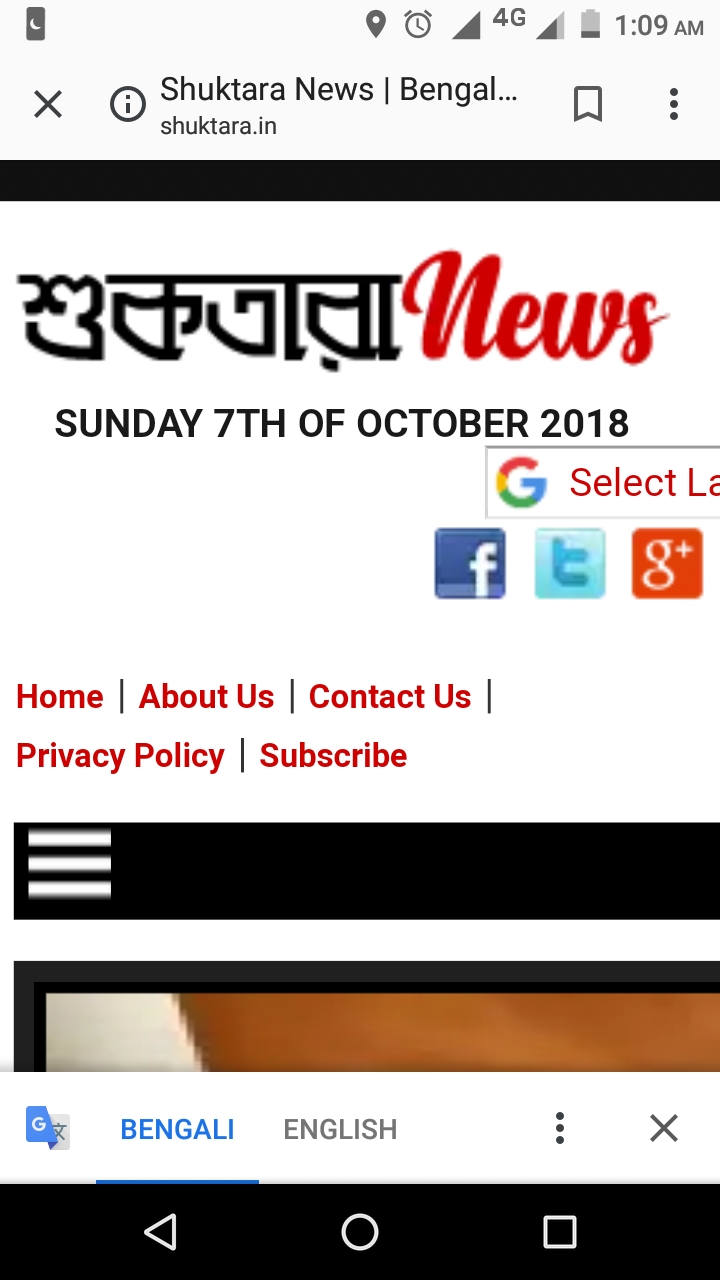 4G 1:09 AM
Shuktara News | Bengal...
shuktara.in
শুকতারা News
SUNDAY 7TH OF OCTOBER 2018
G Select La
f t g+
Home | About Us | Contact Us |
Privacy Policy | Subscribe
G 文 BENGALI ENGLISH